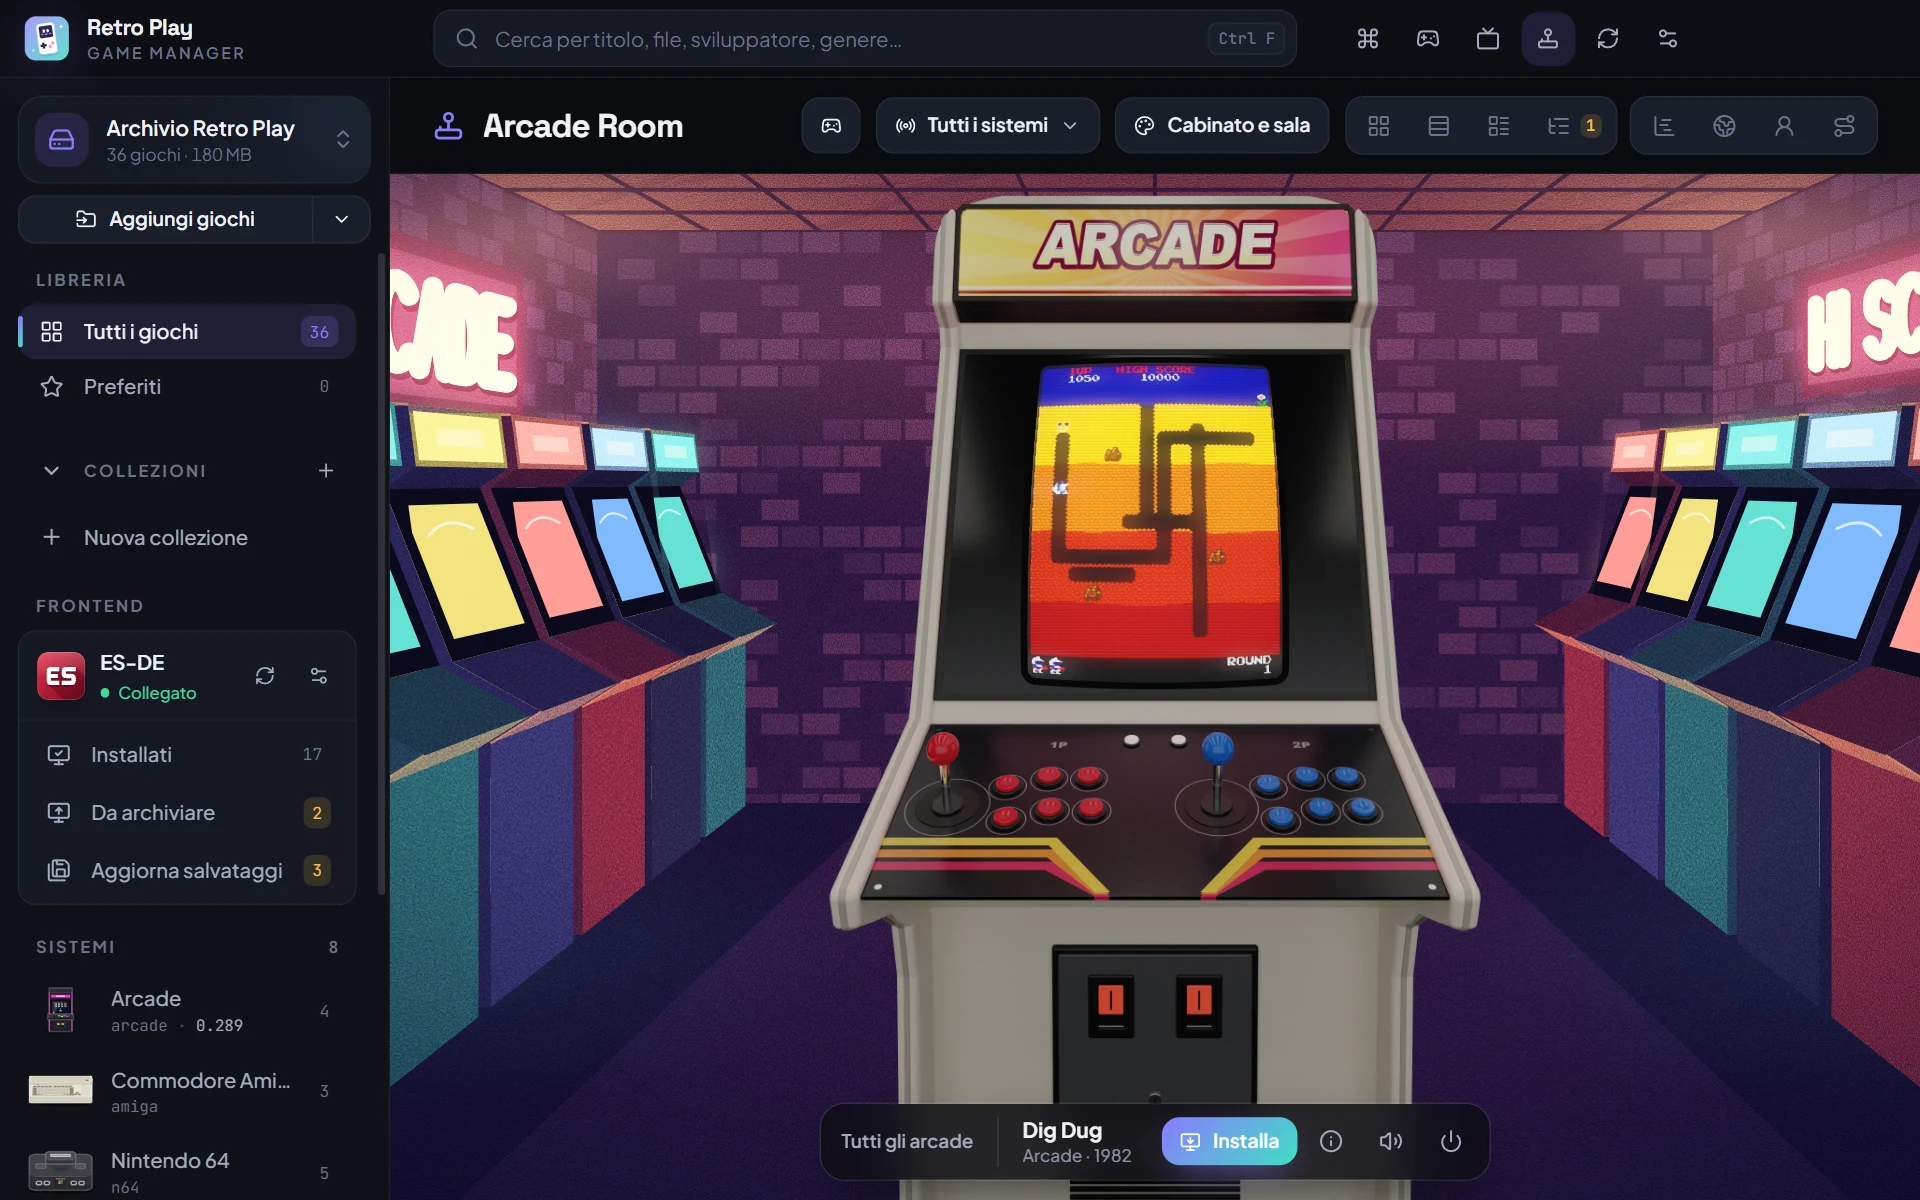 Retro Play
GAME MANAGER
Cerca per titolo, file, sviluppatore, genere...
Ctrl F
Archivio Retro Play
36 giochi · 180 MB
Arcade Room
Tutti i sistemi
Cabinato e sala
1
Aggiungi giochi
LIBRERIA
Tutti i giochi
36
Preferiti
0
COLLEZIONI
Nuova collezione
FRONTEND
ES
ES-DE
Collegato
Installati
17
Da archiviare
2
Aggiorna salvataggi
3
SISTEMI
8
Arcade
arcade · 0.289
4
Commodore Ami...
amiga
3
Nintendo 64
n64
5
CADE
ARCADE
H SC
1UP
HIGH SCORE
1050
10000
ROUND
1
1P
2P
Tutti gli arcade
Dig Dug
Arcade · 1982
Installa